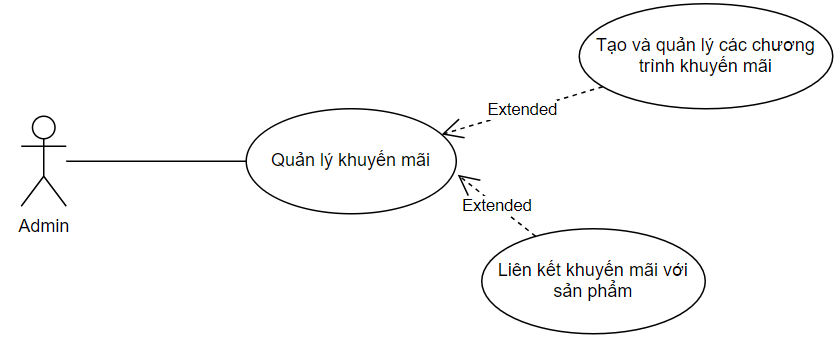 Tạo và quản lý các chương
trình khuyến mãi
Extended
Quản lý khuyến mãi
Extended
Admin
Liên kết khuyến mãi với
sản phẩm